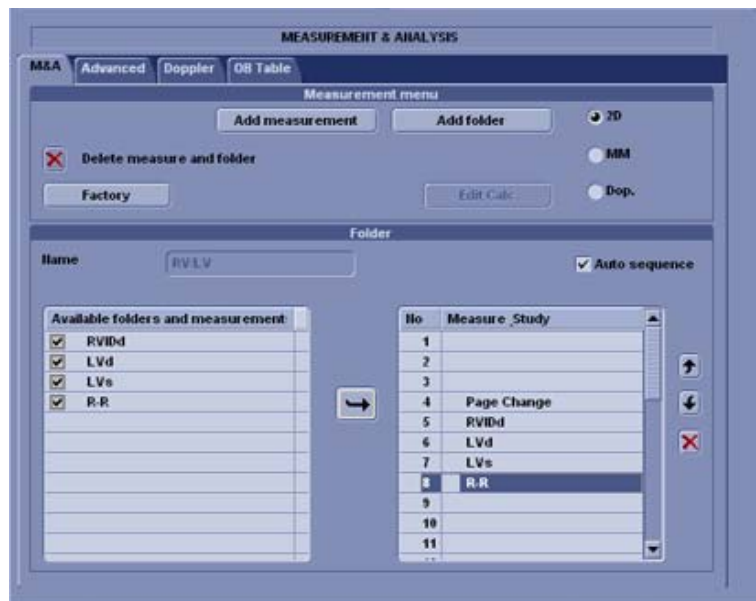 MEASUREMENT & ANALYSIS
M&A Advanced Doppler OB Table
Measurement menu
Add measurement Add folder 2D
Delete measure and folder MM
Factory Edit Calc Dop.
Folder
Name RV-LV Auto sequence
Available folders and measurement No Measure_Study
RVIDd 1
LVd 2
LVs 3
R-R 4 Page Change
5 RVIDd
6 LVd
7 LVs
8 R-R
9
10
11